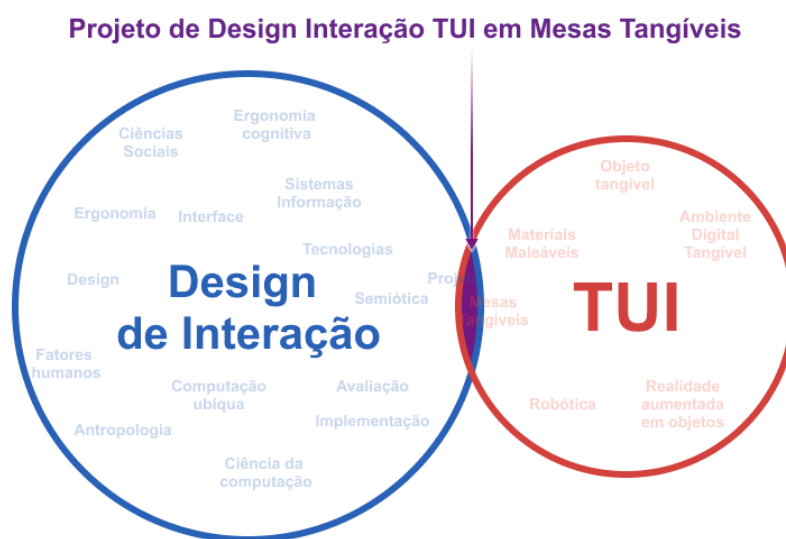 Projeto de Design Interação TUI em Mesas Tangíveis
Ergonomia
cognitiva
Ciências
Sociais
Sistemas
Informação
Ergonomia
Interface
Tecnologias
Design
Semiótica
Design
de Interação
Fatores
humanos
Computação
ubíqua
Avaliação
Implementação
Antropologia
Ciência da
computação
Objeto
tangível
Ambiente
Digital
Tangível
Materiais
Maleáveis
Mesas
Tangíveis
TUI
Robótica
Realidade
aumentada
em objetos